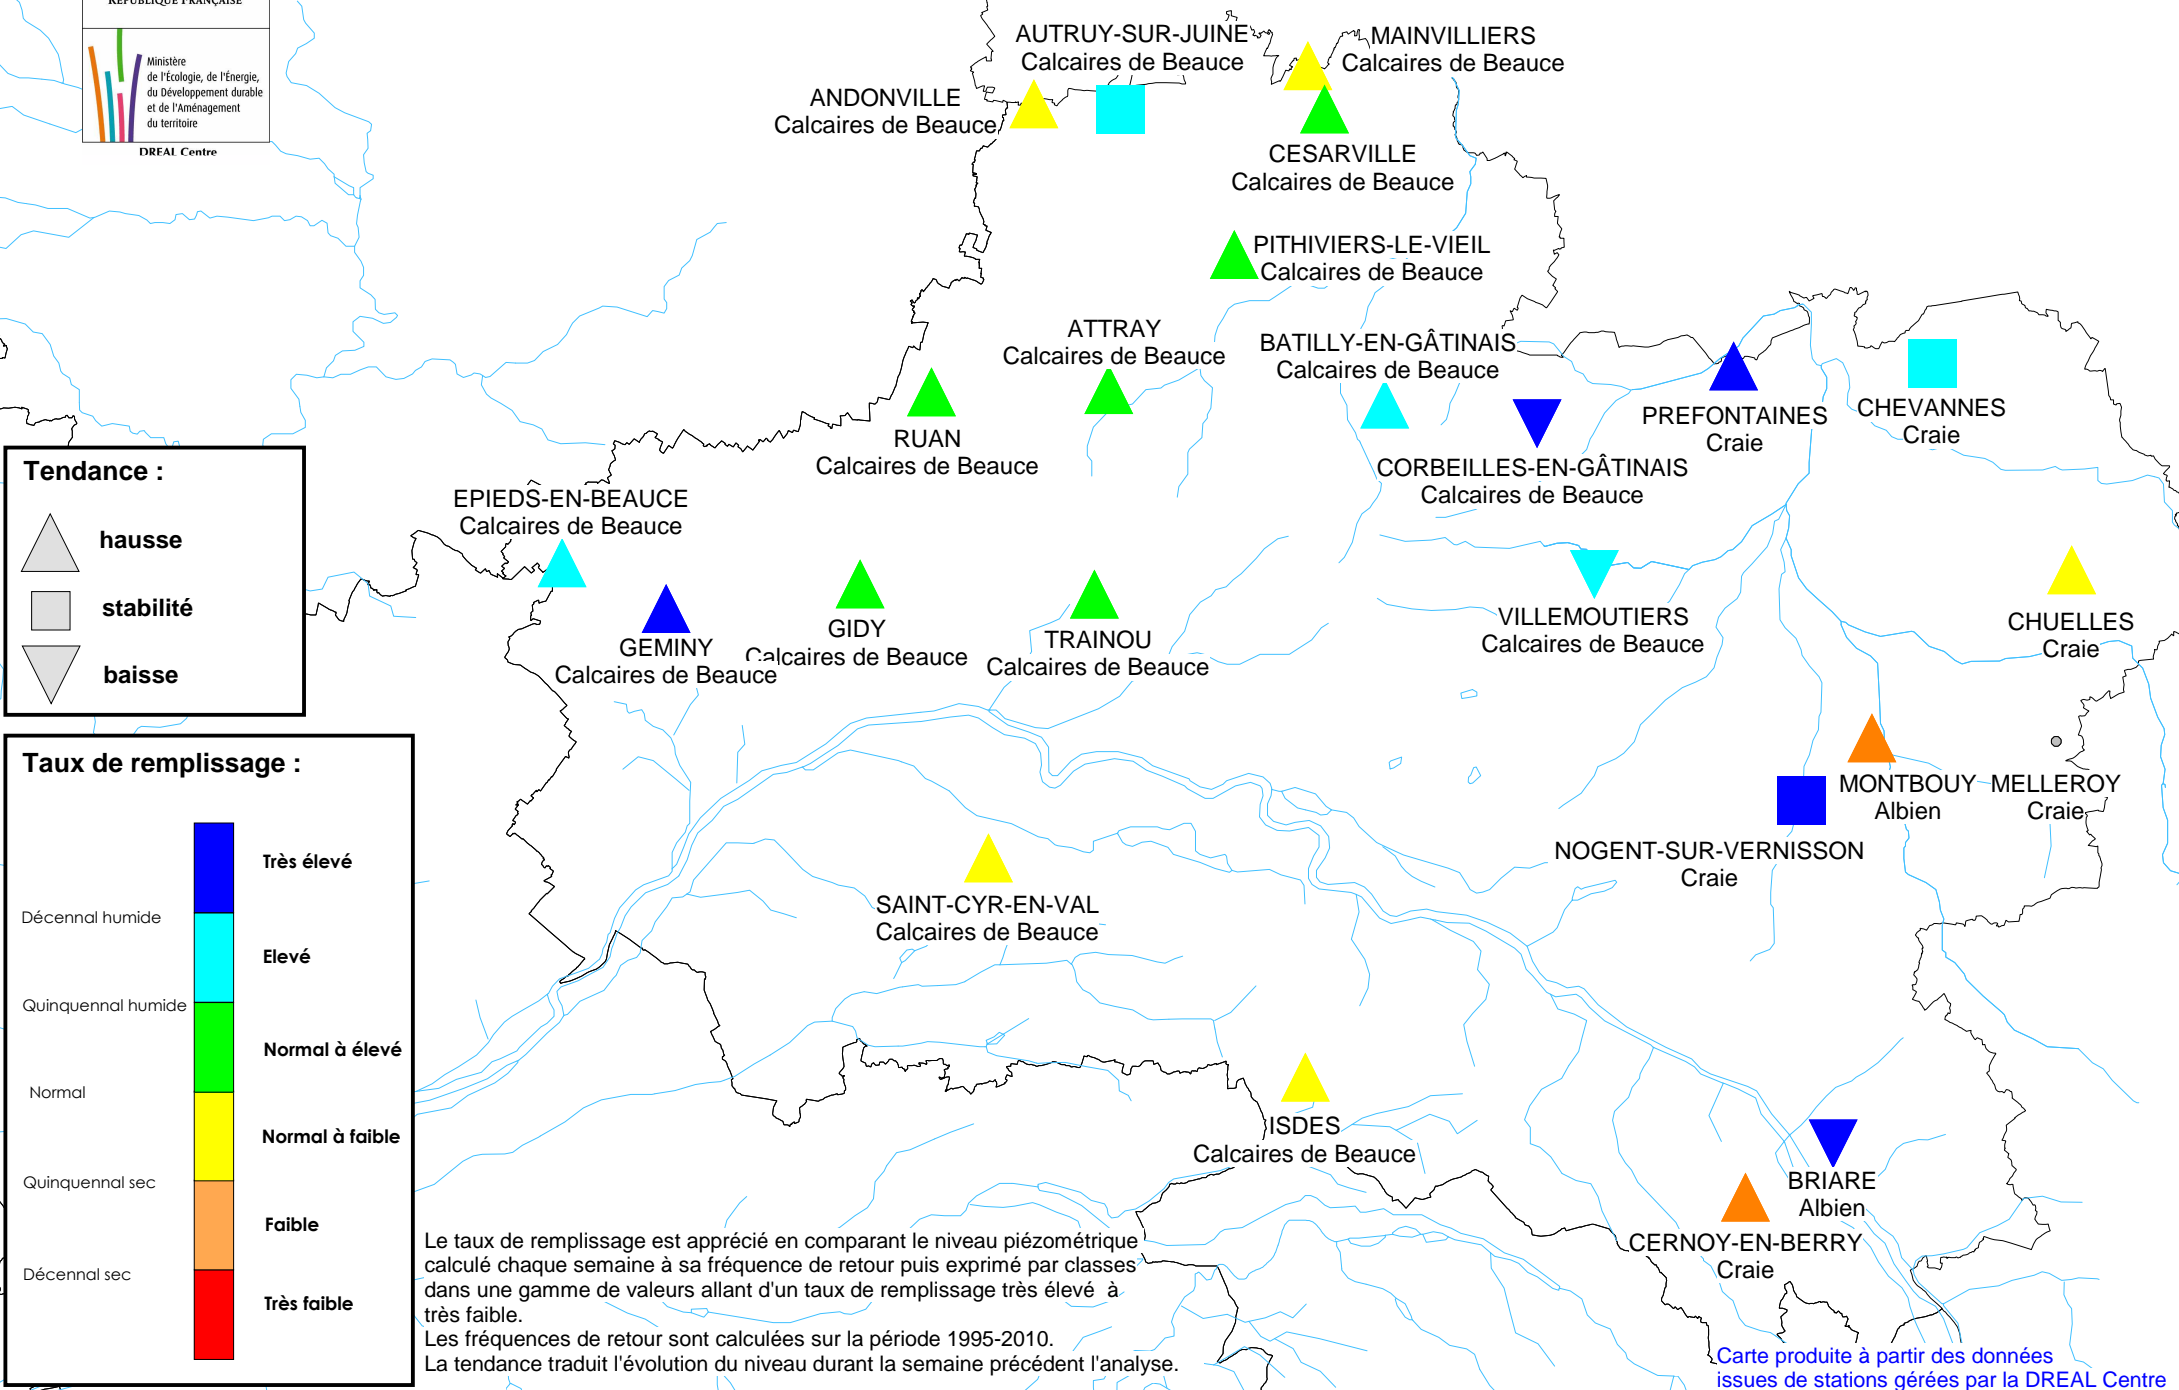 RÉPUBLIQUE FRANÇAISE
Ministère
de l'Écologie, de l'Énergie,
du Développement durable
et de l'Aménagement
du territoire
DREAL Centre
AUTRUY-SUR-JUINE
Calcaires de Beauce
MAINVILLIERS
Calcaires de Beauce
ANDONVILLE
Calcaires de Beauce
CESARVILLE
Calcaires de Beauce
PITHIVIERS-LE-VIEIL
Calcaires de Beauce
ATTRAY
Calcaires de Beauce
BATILLY-EN-GÂTINAIS
Calcaires de Beauce
PREFONTAINES
Craie
CHEVANNES
Craie
RUAN
Calcaires de Beauce
CORBEILLES-EN-GÂTINAIS
Calcaires de Beauce
EPIEDS-EN-BEAUCE
Calcaires de Beauce
GEMINY
Calcaires de Beauce
GIDY
Calcaires de Beauce
TRAINOU
Calcaires de Beauce
VILLEMOUTIERS
Calcaires de Beauce
CHUELLES
Craie
MONTBOUY
Albien
MELLEROY
Craie
NOGENT-SUR-VERNISSON
Craie
SAINT-CYR-EN-VAL
Calcaires de Beauce
ISDES
Calcaires de Beauce
BRIARE
Albien
CERNOY-EN-BERRY
Craie
Tendance :
hausse
stabilité
baisse
Taux de remplissage :
Très élevé
Décennal humide
Elevé
Quinquennal humide
Normal à élevé
Normal
Normal à faible
Quinquennal sec
Faible
Décennal sec
Très faible
Le taux de remplissage est apprécié en comparant le niveau piézométrique
calculé chaque semaine à sa fréquence de retour puis exprimé par classes
dans une gamme de valeurs allant d'un taux de remplissage très élevé à
très faible.
Les fréquences de retour sont calculées sur la période 1995-2010.
La tendance traduit l'évolution du niveau durant la semaine précédent l'analyse.
Carte produite à partir des données
issues de stations gérées par la DREAL Centre